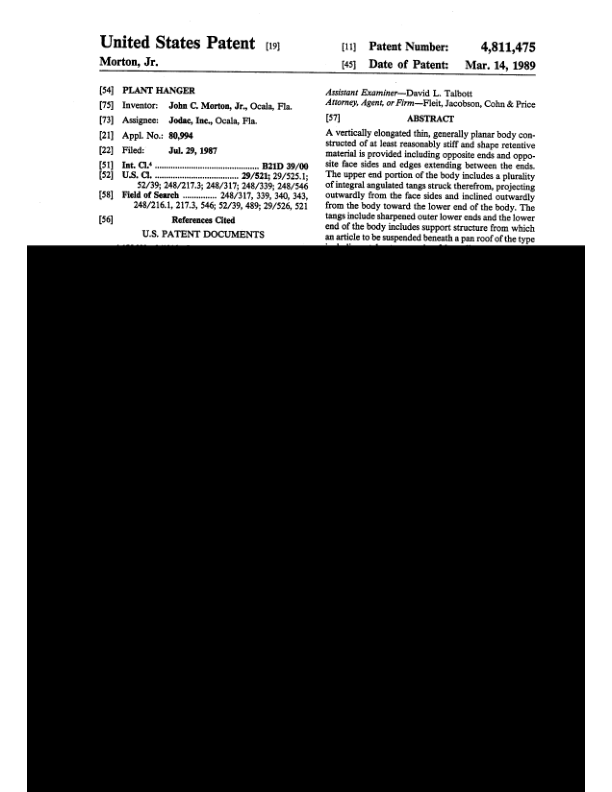 United States Patent [19]
Morton, Jr.
[11] Patent Number: 4,811,475
[45] Date of Patent: Mar. 14, 1989
[54] PLANT HANGER
[75] Inventor: John C. Morton, Jr., Ocala, Fla.
[73] Assignee: Jodac, Inc., Ocala, Fla.
[21] Appl. No.: 80,994
[22] Filed: Jul. 29, 1987
[51] Int. Cl.⁴ .......................................... B21D 39/00
[52] U.S. Cl. .................................. 29/521; 29/525.1;
52/39; 248/217.3; 248/317; 248/339; 248/546
[58] Field of Search .............. 248/317, 339, 340, 343,
248/216.1, 217.3, 546; 52/39, 489; 29/526, 521
[56] References Cited
U.S. PATENT DOCUMENTS
Assistant Examiner—David L. Talbott
Attorney, Agent, or Firm—Fleit, Jacobson, Cohn & Price
[57] ABSTRACT
A vertically elongated thin, generally planar body con-
structed of at least reasonably stiff and shape retentive
material is provided including opposite ends and oppo-
site face sides and edges extending between the ends.
The upper end portion of the body includes a plurality
of integral angulated tangs struck therefrom, projecting
outwardly from the face sides and inclined outwardly
from the body toward the lower end of the body. The
tangs include sharpened outer lower ends and the lower
end of the body includes support structure from which
an article to be suspended beneath a pan roof of the type